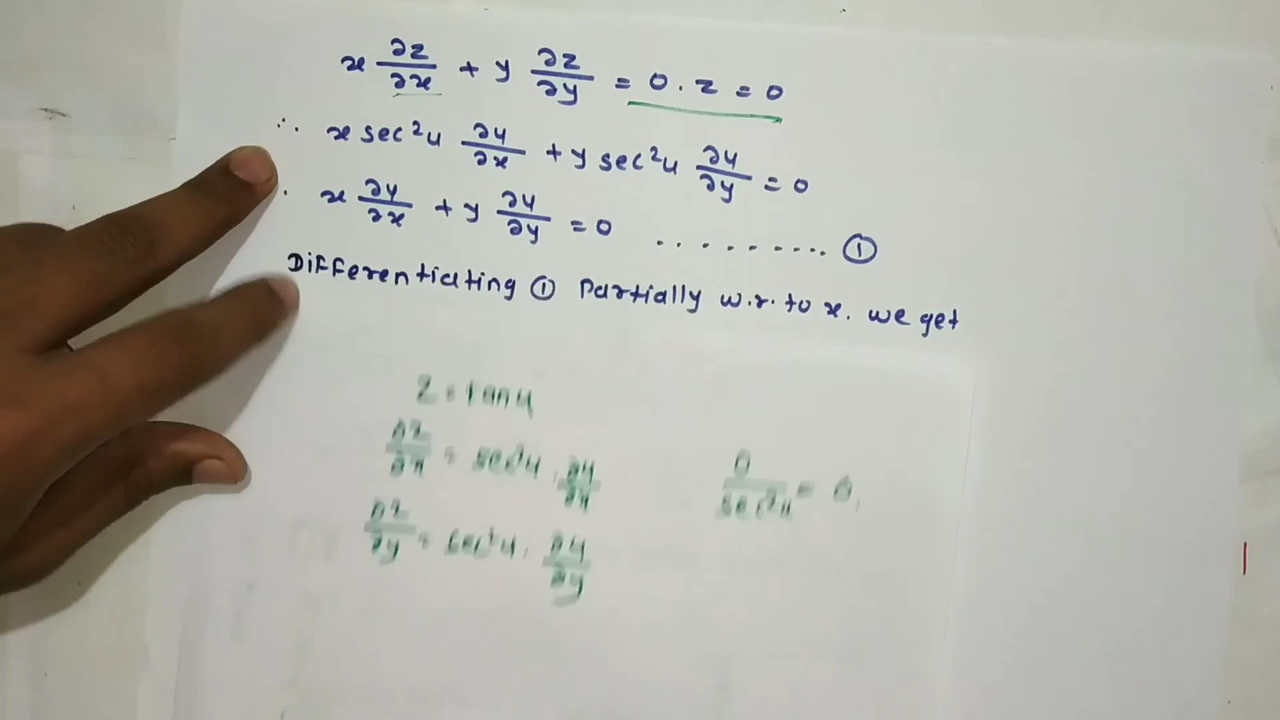 x ∂z/∂x + y ∂z/∂y = 0 . z = 0
∴ x sec²u ∂u/∂x + y sec²u ∂u/∂y = 0
x ∂u/∂x + y ∂u/∂y = 0 ......... ①
Differentiating ① Partially w.r. to x. we get
z = tan u
∂z/∂x = sec²u . ∂u/∂x
0/sec²u = 0,
∂z/∂y = sec²u . ∂u/∂y